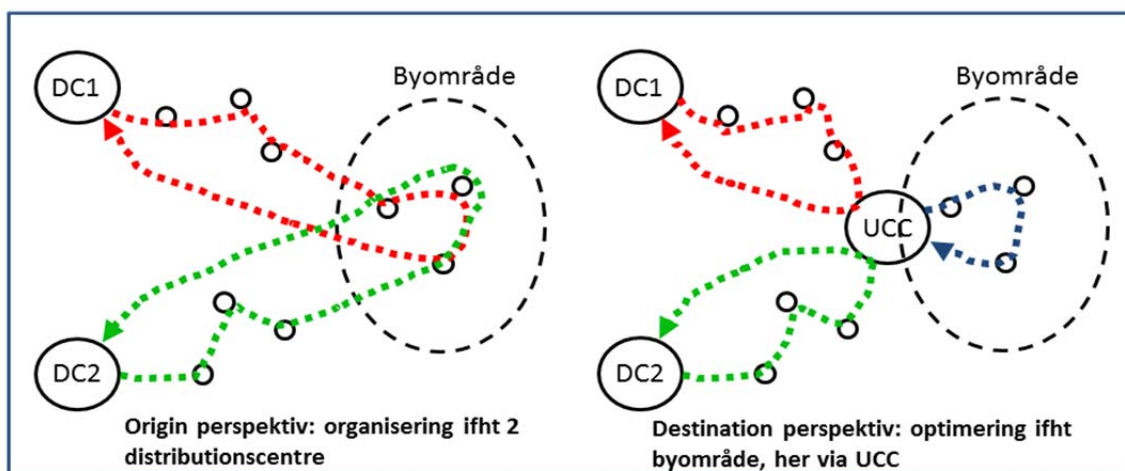 DC1
Byområde
DC2
Origin perspektiv: organisering ifht 2
distributionscentre
DC1
Byområde
UCC
DC2
Destination perspektiv: optimering ifht
byområde, her via UCC